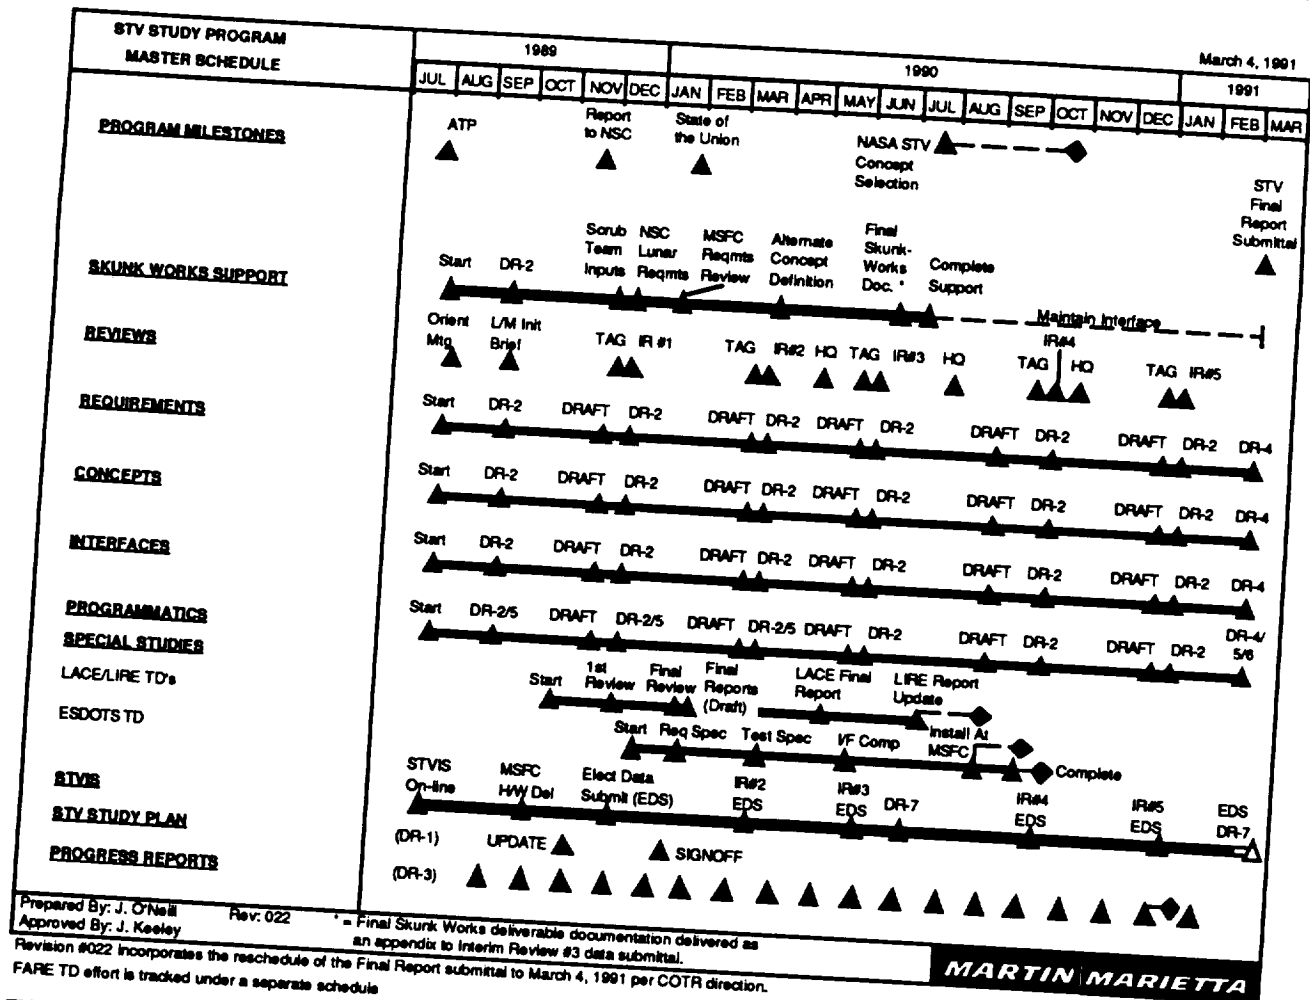 STV STUDY PROGRAM
MASTER SCHEDULE
March 4, 1991
1989
1990
1991
JUL AUG SEP OCT NOV DEC JAN FEB MAR APR MAY JUN JUL AUG SEP OCT NOV DEC JAN FEB MAR
PROGRAM MILESTONES
ATP
Report
to NSC
State of
the Union
NASA STV
Concept
Selection
STV
Final
Report
Submittal
SKUNK WORKS SUPPORT
Start
DR-2
Scrub
Team
Inputs
NSC
Lunar
Reqmts
MSFC
Reqmts
Review
Alternate
Concept
Definition
Final
Skunk-
Works
Doc. *
Complete
Support
Maintain Interface
REVIEWS
Orient
Mtg
L/M Init
Brief
TAG IR #1 TAG IR#2 HQ TAG IR#3 HQ TAG IR#4 HQ TAG IR#5
REQUIREMENTS
Start DR-2 DRAFT DR-2 DRAFT DR-2 DRAFT DR-2 DRAFT DR-2 DRAFT DR-2 DR-4
CONCEPTS
Start DR-2 DRAFT DR-2 DRAFT DR-2 DRAFT DR-2 DRAFT DR-2 DRAFT DR-2 DR-4
INTERFACES
Start DR-2 DRAFT DR-2 DRAFT DR-2 DRAFT DR-2 DRAFT DR-2 DRAFT DR-2 DR-4
PROGRAMMATICS
Start DR-2/5 DRAFT DR-2/5 DRAFT DR-2/5 DRAFT DR-2 DRAFT DR-2 DRAFT DR-2 DR-4/
5/6
SPECIAL STUDIES
LACE/LIRE TD's
Start
1st
Review
Final
Review
Final
Reports
(Draft)
LACE Final
Report
LIRE Report
Update
ESDOTS TD
Start Req Spec Test Spec I/F Comp
Install At
MSFC
Complete
STVIS
STVIS
On-line
MSFC
H/W Del
Elect Data
Submit (EDS)
IR#2
EDS
IR#3
EDS
DR-7
IR#4
EDS
IR#5
EDS
EDS
DR-7
STV STUDY PLAN
(DR-1) UPDATE SIGNOFF
PROGRESS REPORTS
(DR-3)
Prepared By: J. O'Neill Rev: 022
Approved By: J. Keeley
* = Final Skunk Works deliverable documentation delivered as
an appendix to Interim Review #3 data submittal.
MARTIN MARIETTA
Revision #022 incorporates the reschedule of the Final Report submittal to March 4, 1991 per COTR direction.
FARE TD effort is tracked under a separate schedule